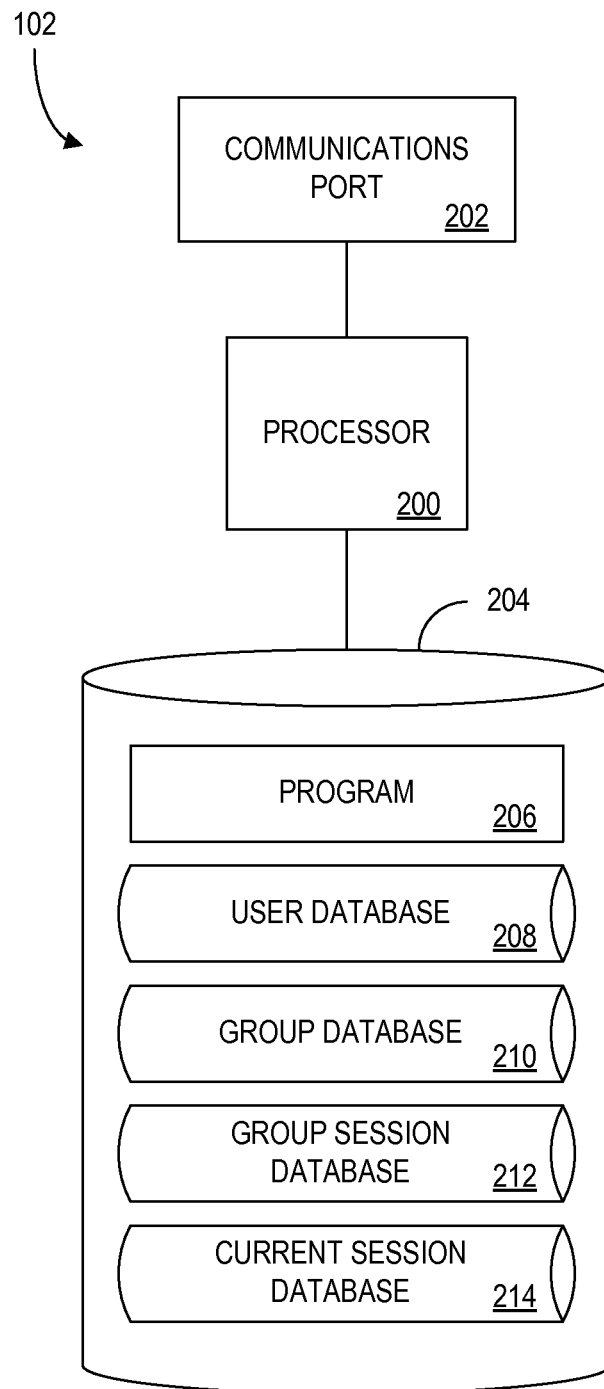 102
COMMUNICATIONS
PORT
202
PROCESSOR
200
204
PROGRAM
206
USER DATABASE
208
GROUP DATABASE
210
GROUP SESSION
DATABASE
212
CURRENT SESSION
DATABASE
214